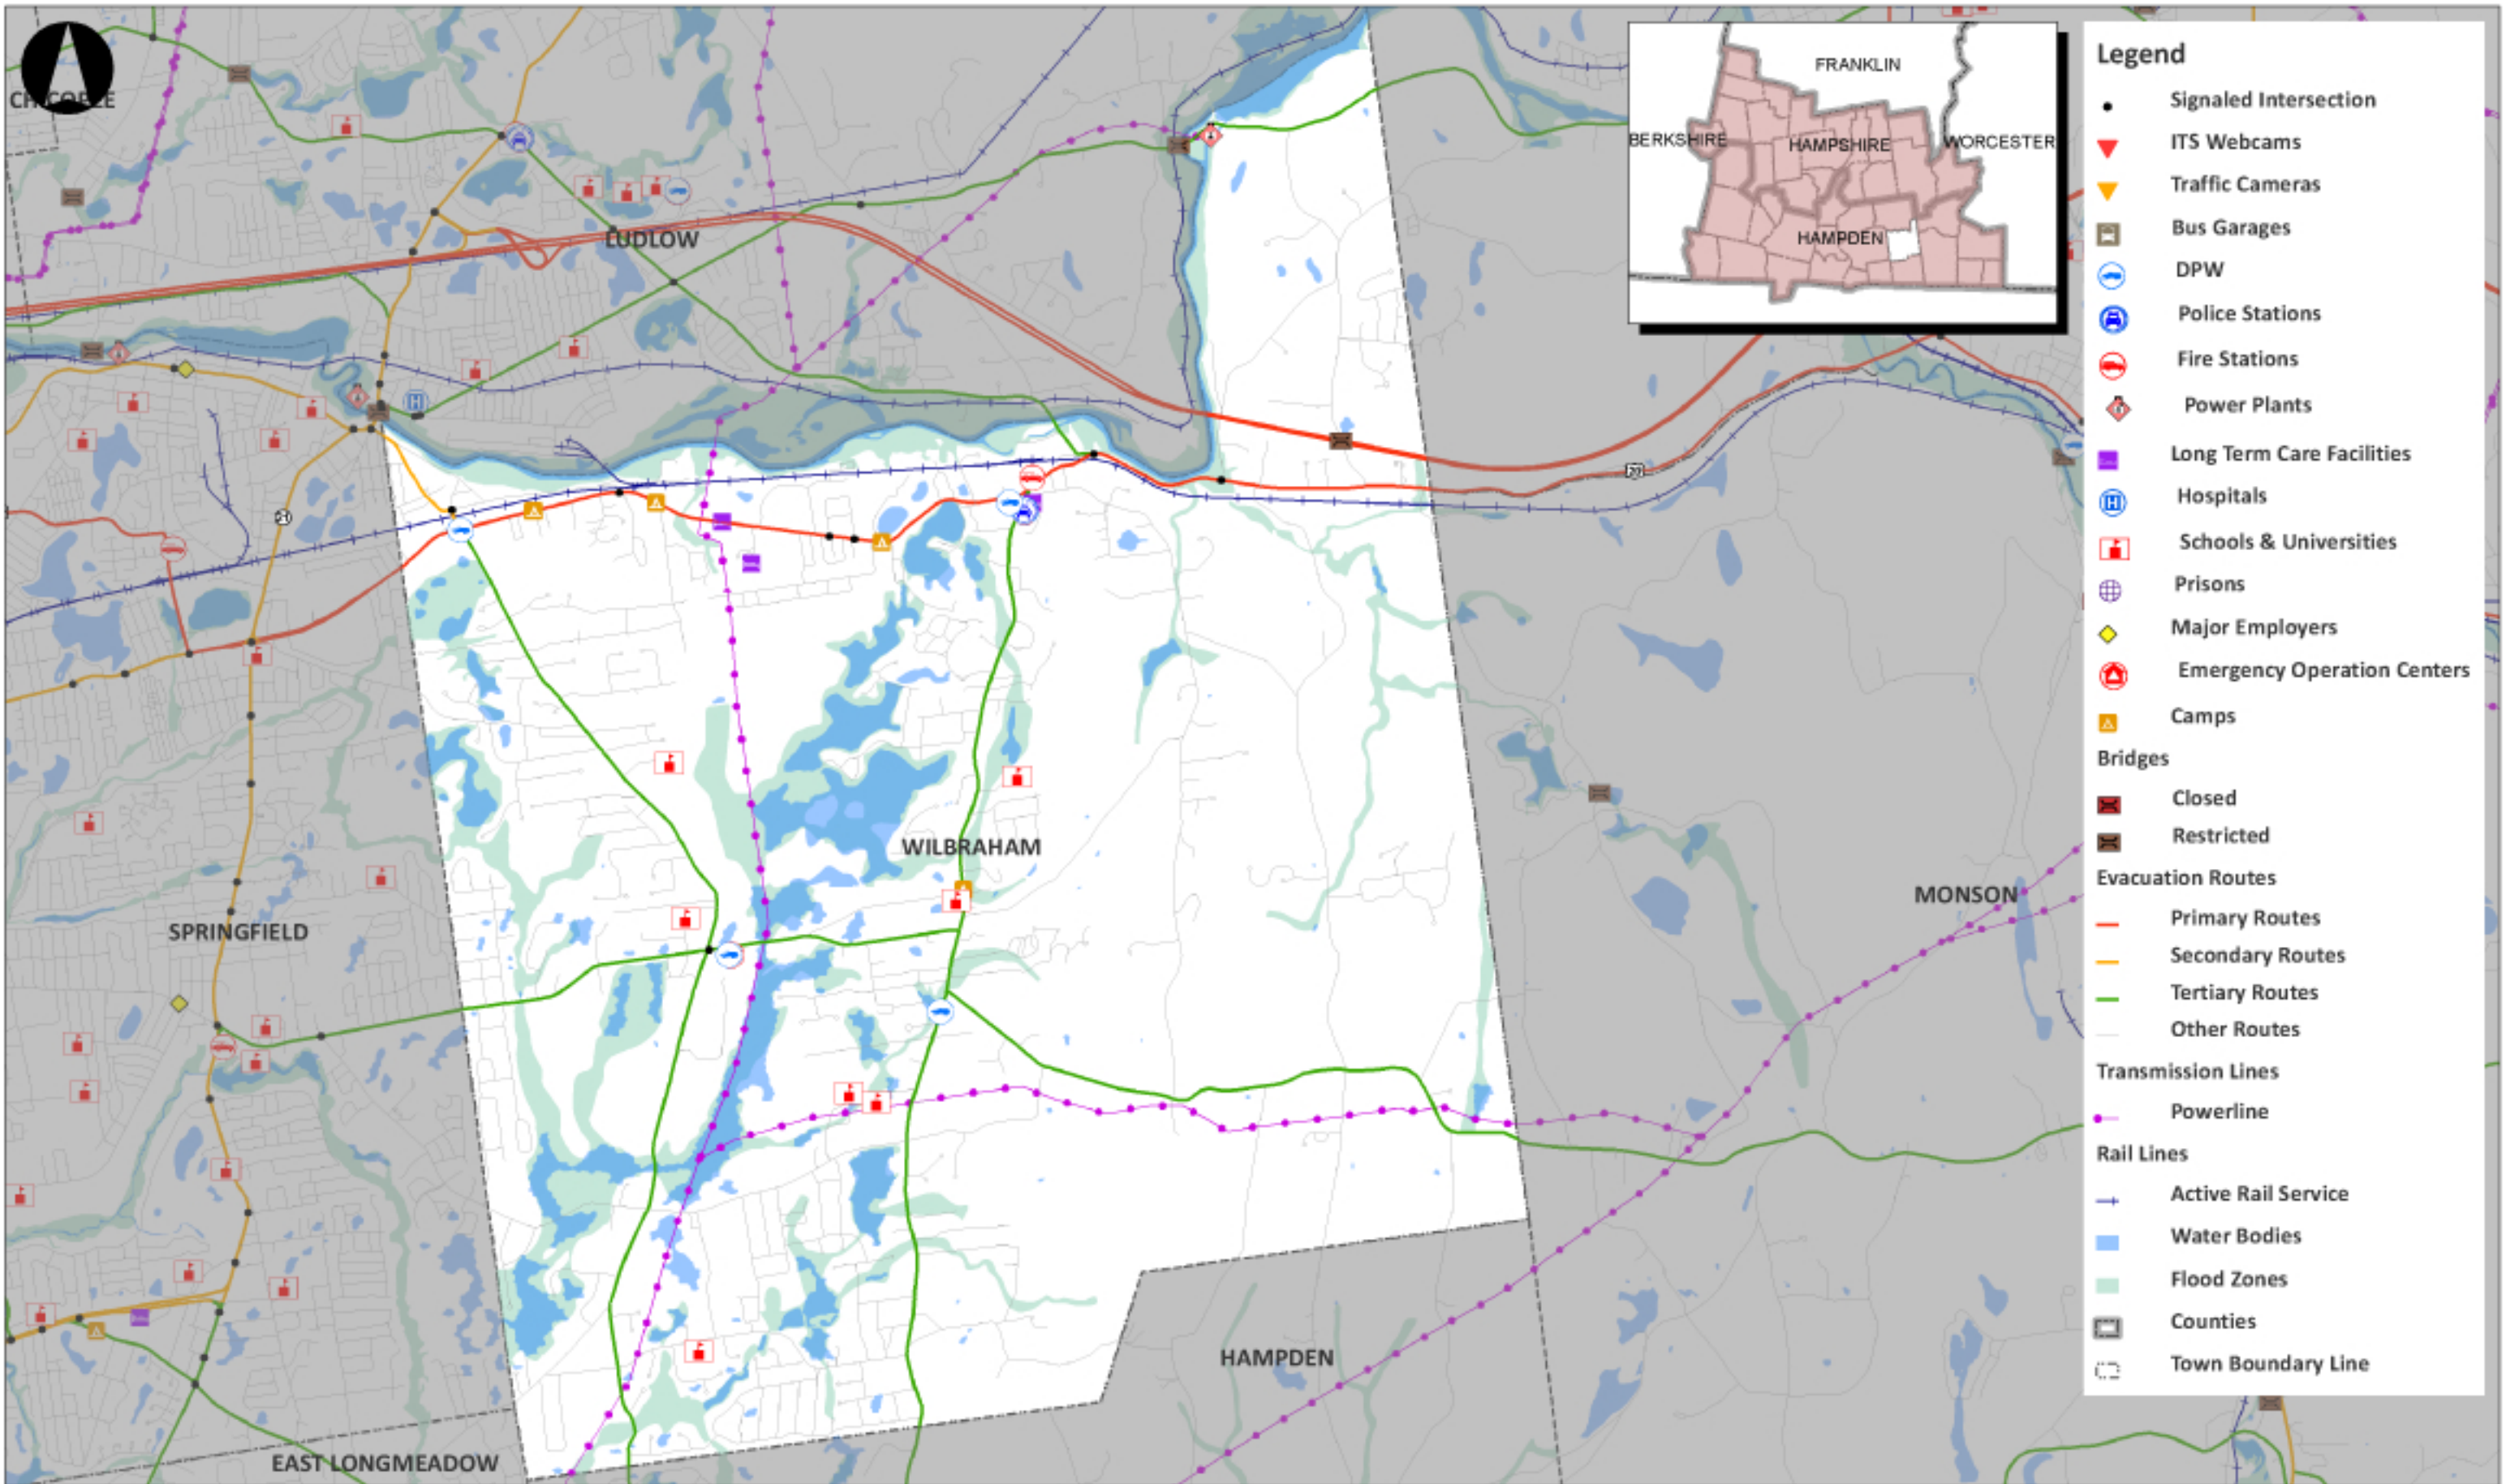 CHICOPEE
LUDLOW
WILBRAHAM
SPRINGFIELD
MONSON
HAMPDEN
EAST LONGMEADOW
20
21
FRANKLIN
BERKSHIRE
HAMPSHIRE
WORCESTER
HAMPDEN
Legend
Signaled Intersection
ITS Webcams
Traffic Cameras
Bus Garages
DPW
Police Stations
Fire Stations
Power Plants
Long Term Care Facilities
Hospitals
Schools & Universities
Prisons
Major Employers
Emergency Operation Centers
Camps
Bridges
Closed
Restricted
Evacuation Routes
Primary Routes
Secondary Routes
Tertiary Routes
Other Routes
Transmission Lines
Powerline
Rail Lines
Active Rail Service
Water Bodies
Flood Zones
Counties
Town Boundary Line